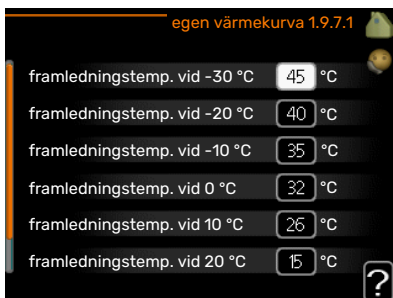 egen värmekurva 1.9.7.1
framledningstemp. vid -30 °C 45 °C
framledningstemp. vid -20 °C 40 °C
framledningstemp. vid -10 °C 35 °C
framledningstemp. vid 0 °C 32 °C
framledningstemp. vid 10 °C 26 °C
framledningstemp. vid 20 °C 15 °C
?